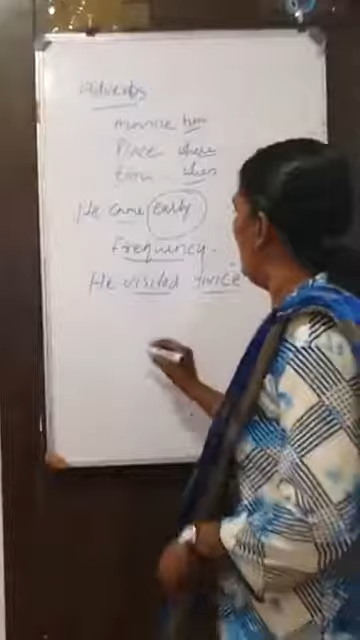 Adverbs
manner how
Place where
time - when
He came early
frequency.
He visited twice